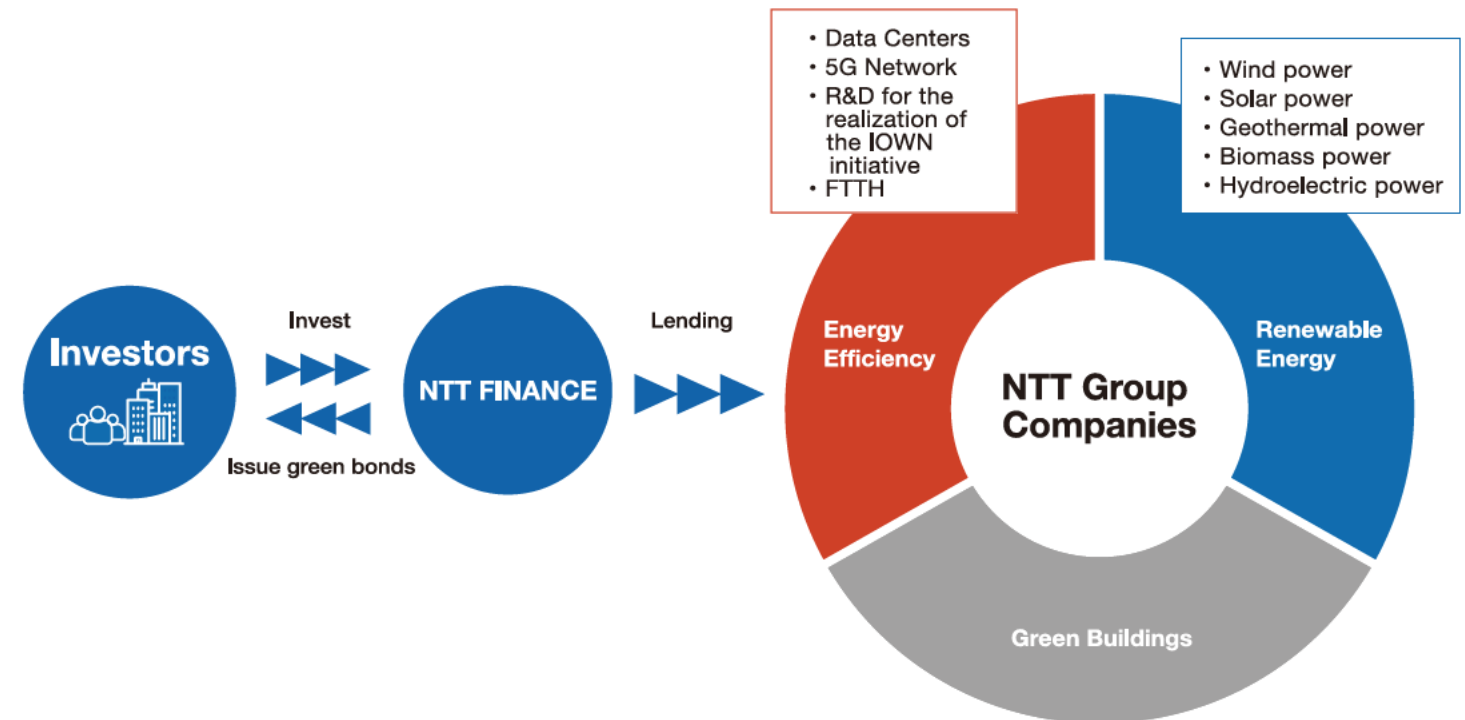 Investors
Invest
Issue green bonds
NTT FINANCE
Lending
・Data Centers
・5G Network
・R&D for the
realization of
the IOWN
initiative
・FTTH
・Wind power
・Solar power
・Geothermal power
・Biomass power
・Hydroelectric power
Energy
Efficiency
Renewable
Energy
NTT Group
Companies
Green Buildings